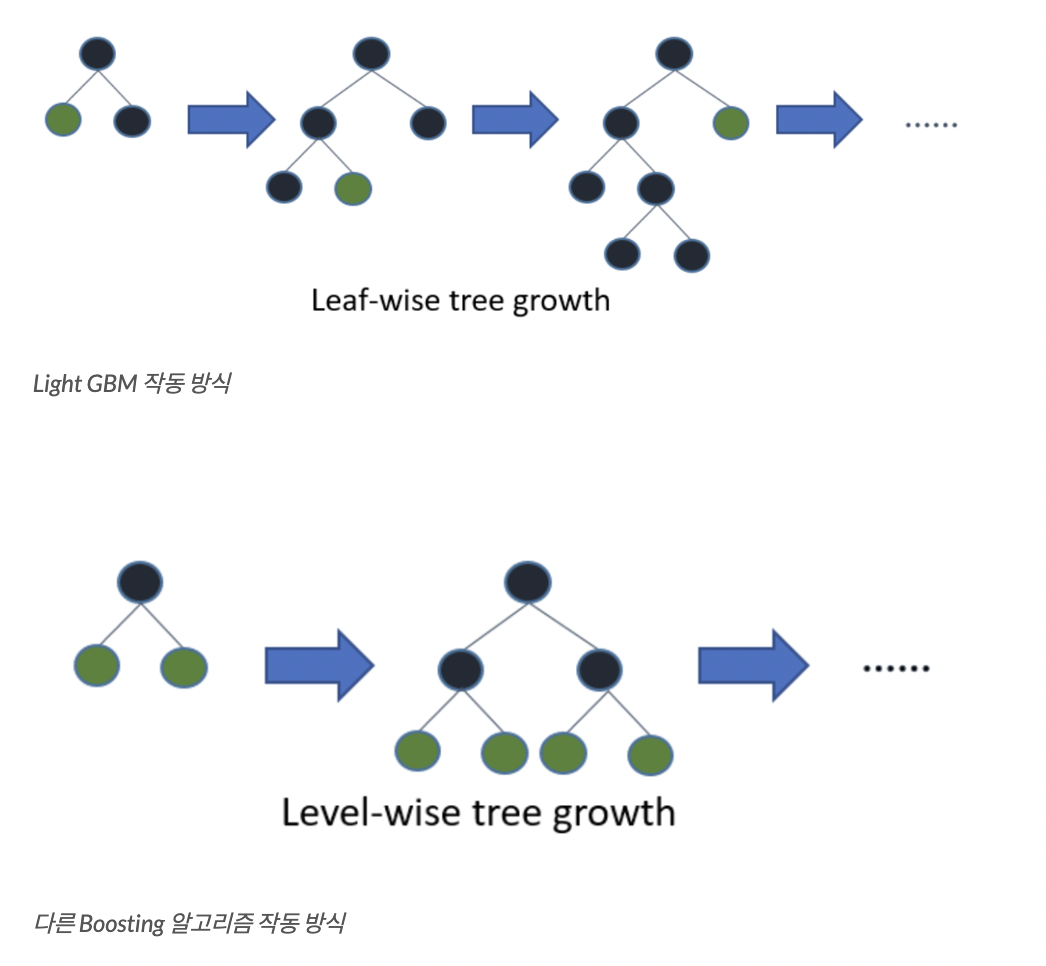 ......
Leaf-wise tree growth
Light GBM 작동 방식
......
Level-wise tree growth
다른 Boosting 알고리즘 작동 방식